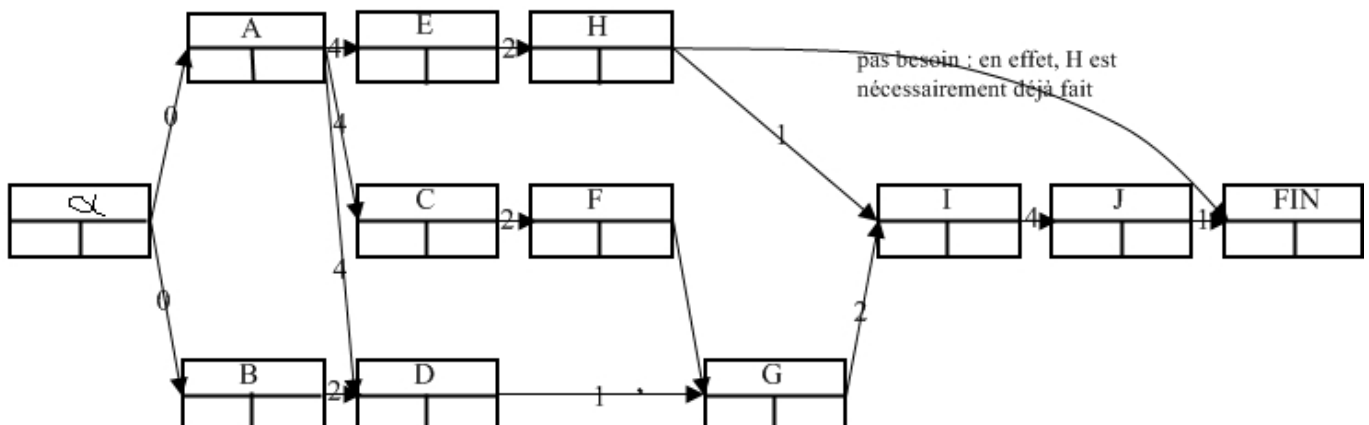 A
4
E
2
H
pas besoin : en effet, H est
nécessairement déjà fait
0
4
1
C
2
F
I
4
J
1
FIN
0
4
2
B
2
D
1
G